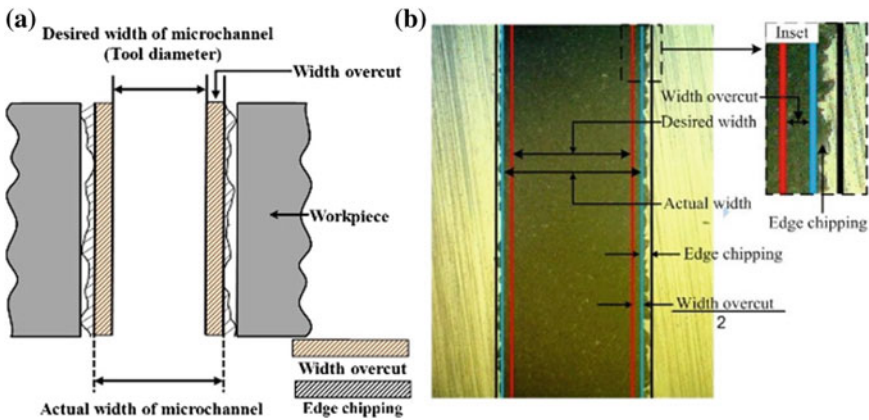 (a)
Desired width of microchannel
(Tool diameter)
Width overcut
Workpiece
Width overcut
Edge chipping
Actual width of microchannel
(b)
Inset
Width overcut
Desired width
Actual width
Edge chipping
Edge chipping
Width overcut
2